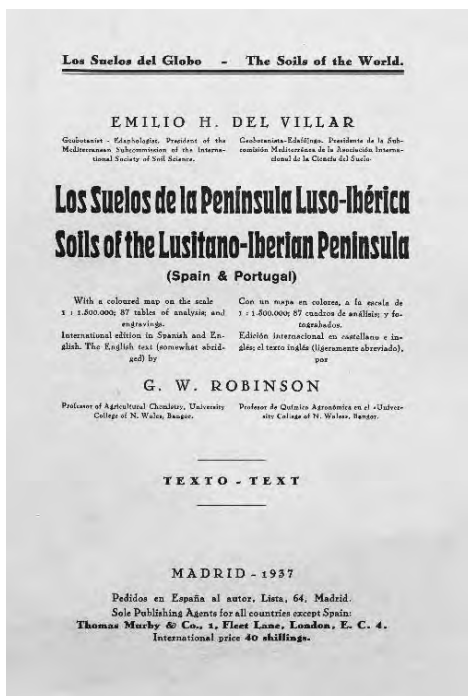 Los Suelos del Globo - The Soils of the World.
EMILIO H. DEL VILLAR
Geobotanist - Edaphologist. President of the
Mediterranean Subcommission of the Interna-
tional Society of Soil Science.
Geobotanista-Edafólogo. Presidente de la Sub-
comisión Mediterránea de la Asociación Interna-
cional de la Ciencia del Suelo.
Los Suelos de la Península Luso-Ibérica
Soils of the Lusitano-Iberian Peninsula
(Spain & Portugal)
With a coloured map on the scale
1 : 1.500.000; 87 tables of analysis; and
engravings.
International edition in Spanish and En-
glish. The English text (somewhat abrid-
ged) by
Con un mapa en colores, a la escala de
1 : 1.500.000; 87 cuadros de análisis; y fo-
tograbados.
Edición internacional en castellano e in-
glés; el texto inglés (ligeramente abreviado),
por
G. W. ROBINSON
Professor of Agricultural Chemistry, University
College of N. Wales, Bangor.
Profesor de Química Agronómica en el «Univer-
sity College of N. Wales», Bangor.
TEXTO - TEXT
MADRID - 1937
Pedidos en España al autor, Lista, 64, Madrid.
Sole Publishing Agents for all countries except Spain:
Thomas Murby & Co., 1, Fleet Lane, London, E. C. 4.
International price 40 shillings.